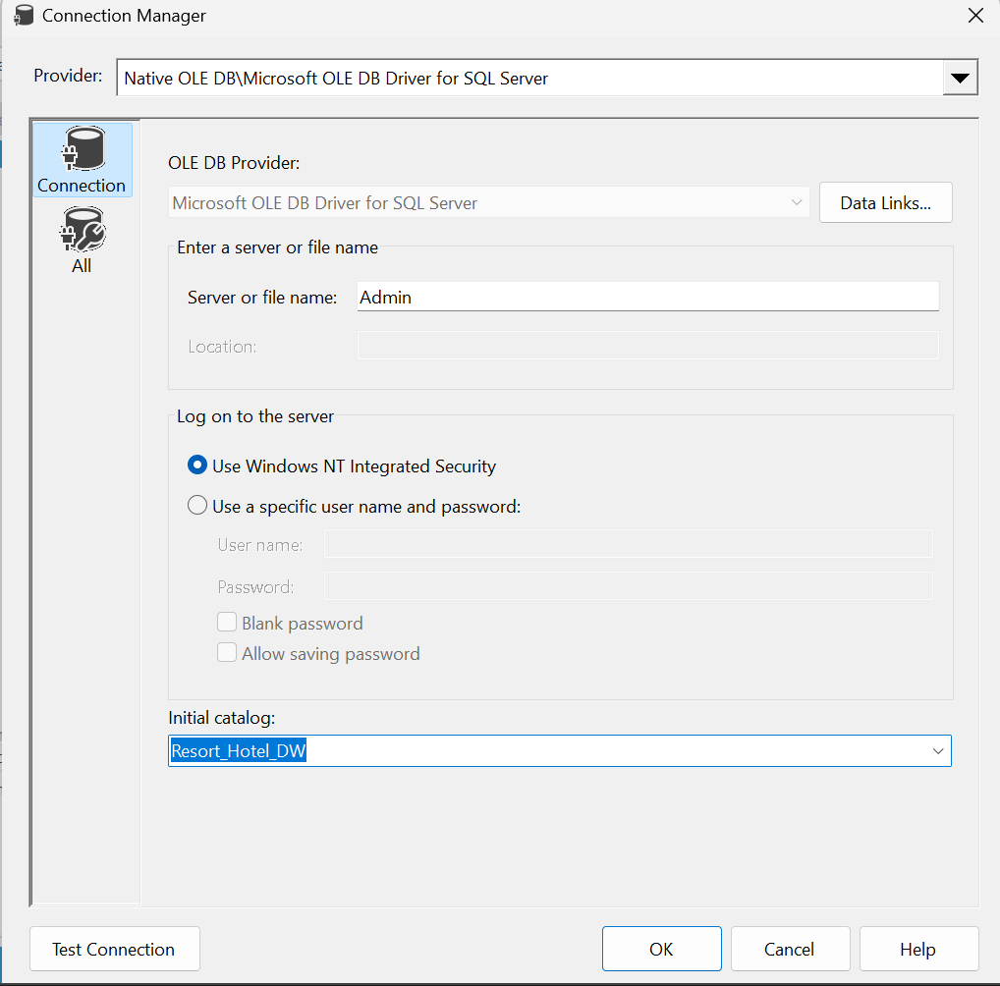 Connection Manager
Provider: Native OLE DB\Microsoft OLE DB Driver for SQL Server
Connection
All
OLE DB Provider:
Microsoft OLE DB Driver for SQL Server Data Links...
Enter a server or file name
Server or file name: Admin
Location:
Log on to the server
Use Windows NT Integrated Security
Use a specific user name and password:
User name:
Password:
Blank password
Allow saving password
Initial catalog:
Resort_Hotel_DW
Test Connection OK Cancel Help